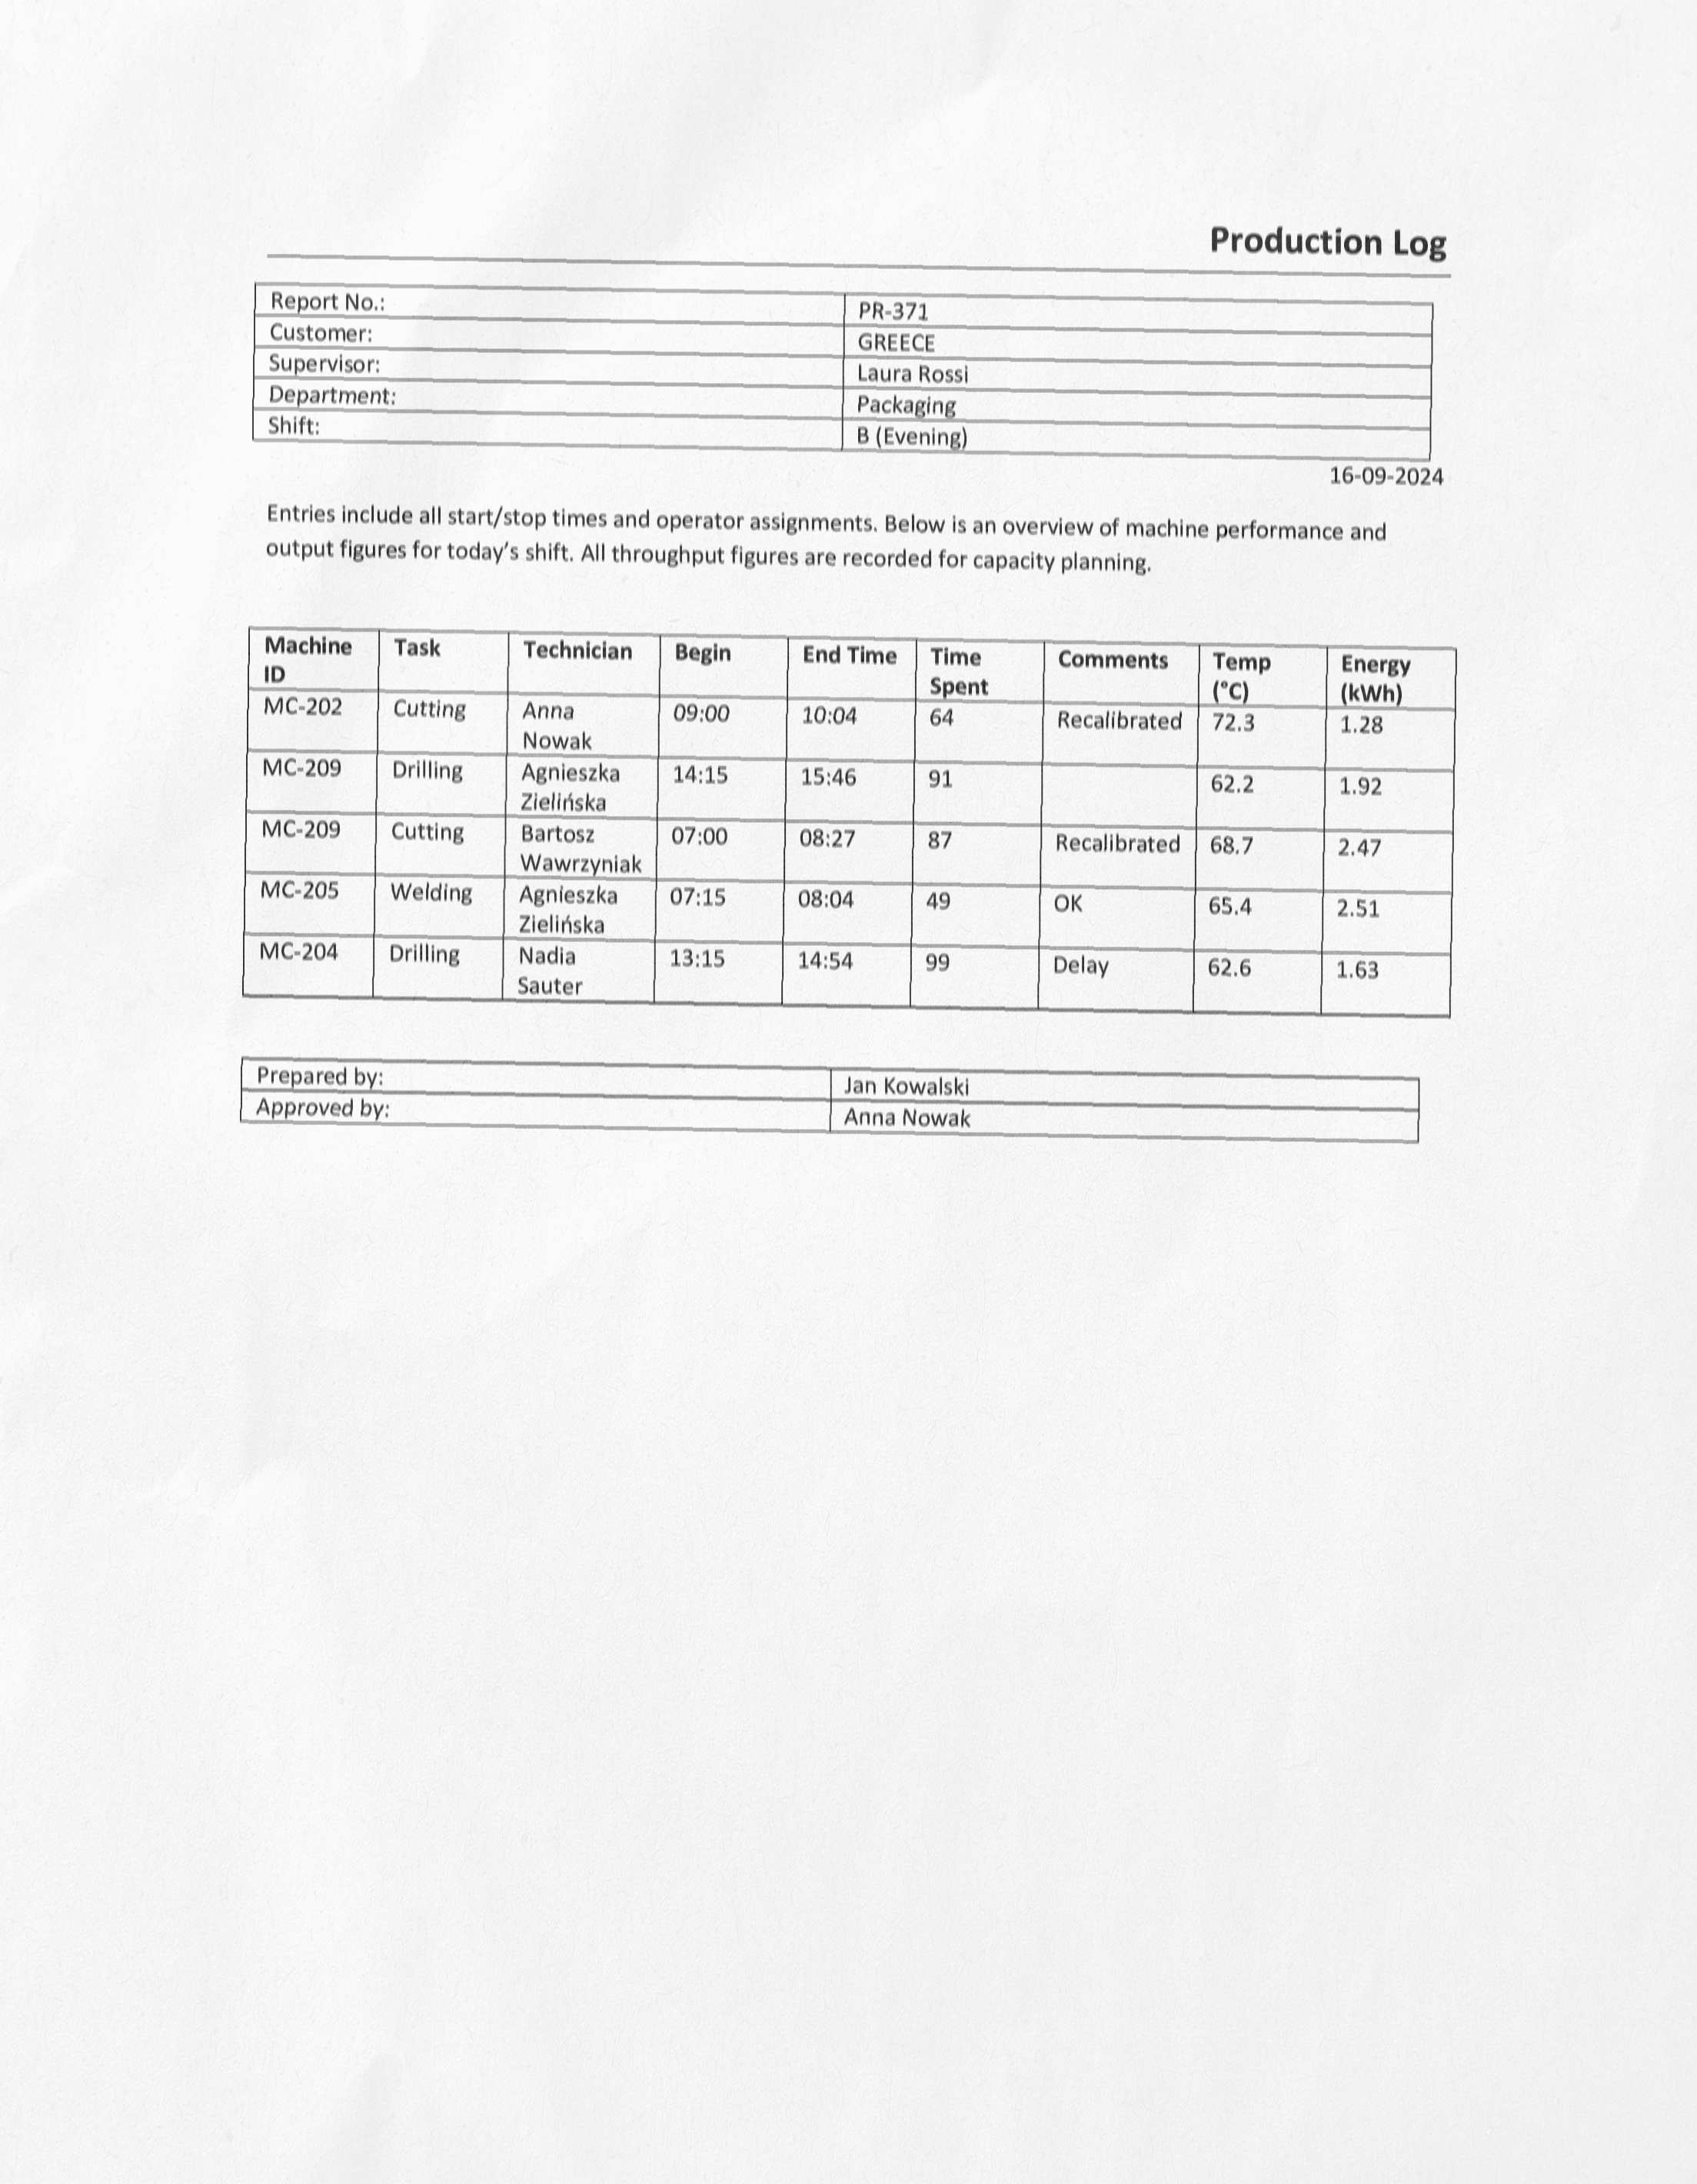 Production Log
Report No.: PR-371
Customer: GREECE
Supervisor: Laura Rossi
Department: Packaging
Shift: B (Evening)
16-09-2024
Entries include all start/stop times and operator assignments. Below is an overview of machine performance and
output figures for today's shift. All throughput figures are recorded for capacity planning.
Machine ID Task Technician Begin End Time Time Spent Comments Temp (°C) Energy (kWh)
MC-202 Cutting Anna Nowak 09:00 10:04 64 Recalibrated 72.3 1.28
MC-209 Drilling Agnieszka Zielińska 14:15 15:46 91 62.2 1.92
MC-209 Cutting Bartosz Wawrzyniak 07:00 08:27 87 Recalibrated 68.7 2.47
MC-205 Welding Agnieszka Zielińska 07:15 08:04 49 OK 65.4 2.51
MC-204 Drilling Nadia Sauter 13:15 14:54 99 Delay 62.6 1.63
Prepared by: Jan Kowalski
Approved by: Anna Nowak